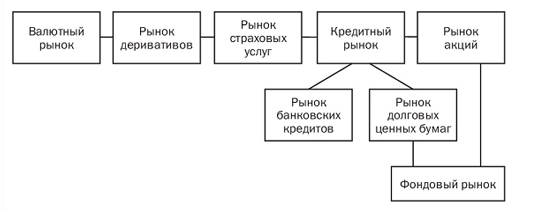 Валютный
рынок
Рынок
деривативов
Рынок
страховых
услуг
Кредитный
рынок
Рынок
акций
Рынок
банковских
кредитов
Рынок
долговых
ценных бумаг
Фондовый рынок